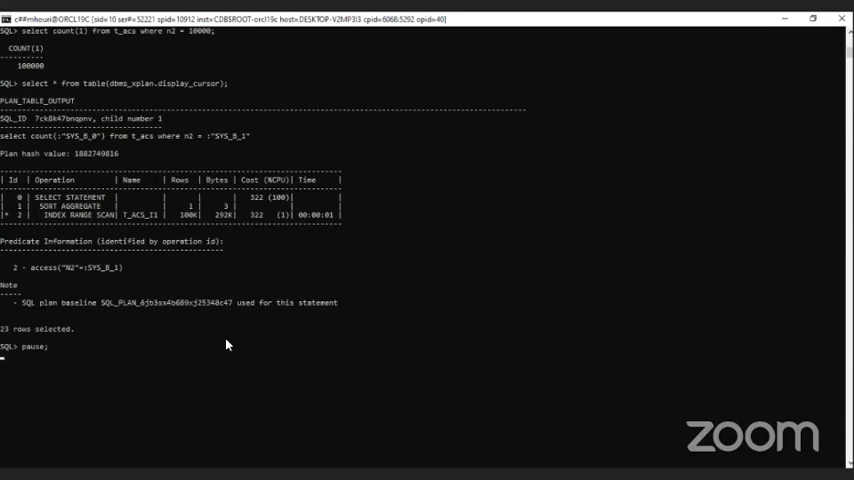 c##mhouri@ORCL19C [sid=10 ser#=52221 spid=10912 inst=CDB$ROOT-orcl19c host=DESKTOP-V2MP3I3 cpid=6068:5292 opid=40]
SQL> select count(1) from t_acs where n2 = 10000;
COUNT(1)
----------
100000
SQL> select * from table(dbms_xplan.display_cursor);
PLAN_TABLE_OUTPUT
SQL_ID 7ck8k47bnqpnv, child number 1
-------------------------------------
select count(:"SYS_B_0") from t_acs where n2 = :"SYS_B_1"
Plan hash value: 1882749816
| Id | Operation | Name | Rows | Bytes | Cost (%CPU)| Time |
| 0 | SELECT STATEMENT | | | | 322 (100)| |
| 1 | SORT AGGREGATE | | 1 | 3 | | |
|* 2 | INDEX RANGE SCAN| T_ACS_I1 | 100K| 292K| 322 (1)| 00:00:01 |
Predicate Information (identified by operation id):
---------------------------------------------------
2 - access("N2"=:SYS_B_1)
Note
-----
- SQL plan baseline SQL_PLAN_6jb3sx4b689xj25348c47 used for this statement
23 rows selected.
SQL> pause;
zoom